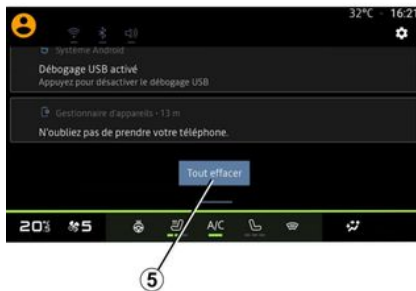 32°C 16:21
Système Android
Débogage USB activé
Appuyez pour désactiver le débogage USB
Gestionnaire d'appareils • 13 m
N'oubliez pas de prendre votre téléphone.
Tout effacer
20 5 A/C
5